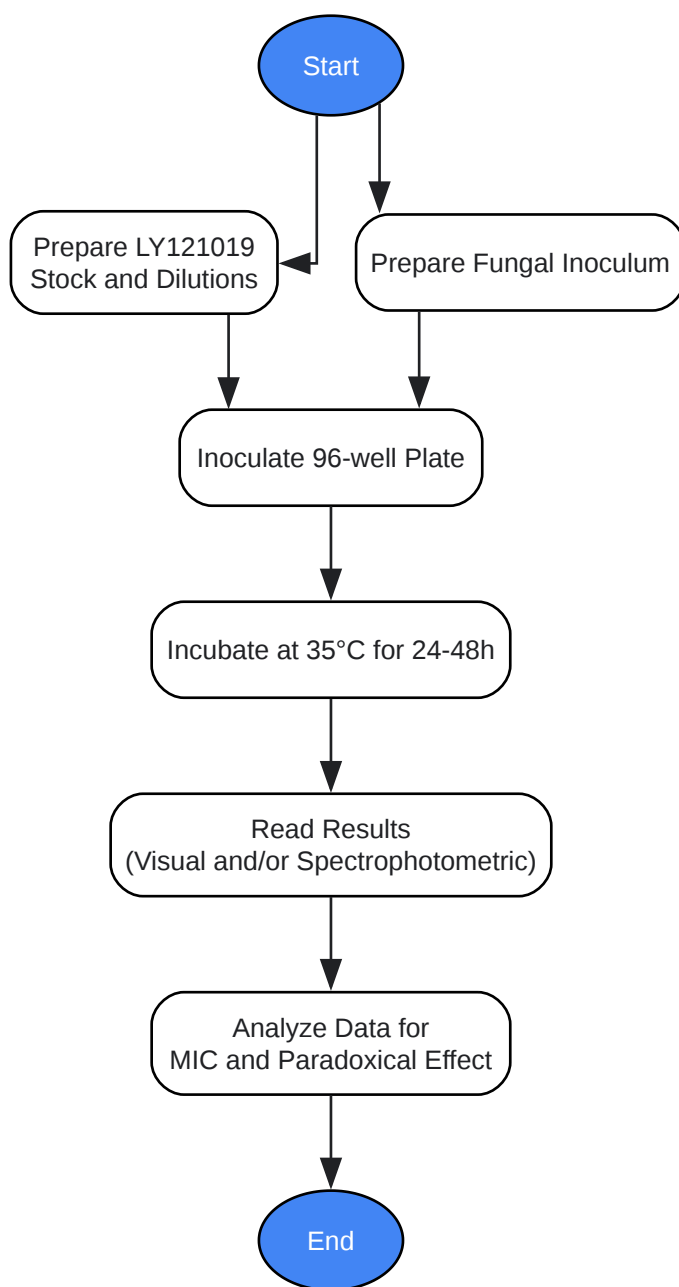 Start
Prepare LY121019
Stock and Dilutions
Prepare Fungal Inoculum
Inoculate 96-well Plate
Incubate at 35°C for 24-48h
Read Results
(Visual and/or Spectrophotometric)
Analyze Data for
MIC and Paradoxical Effect
End